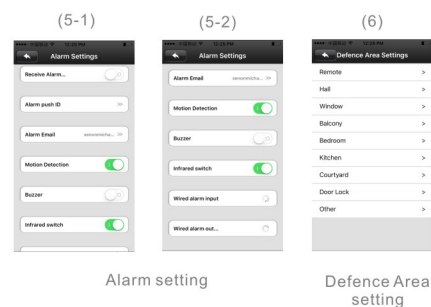 (5-1)
Alarm Settings
Receive Alarm...
Alarm push ID >>
Alarm Email
Motion Detection
Buzzer
Infrared switch
(5-2)
Alarm Settings
Alarm Email
Motion Detection
Buzzer
Infrared switch
Wired alarm input
Wired alarm out...
Alarm setting
(6)
Defence Area Settings
Remote >
Hall >
Window >
Balcony >
Bedroom >
Kitchen >
Courtyard >
Door Lock >
Other >
Defence Area
setting